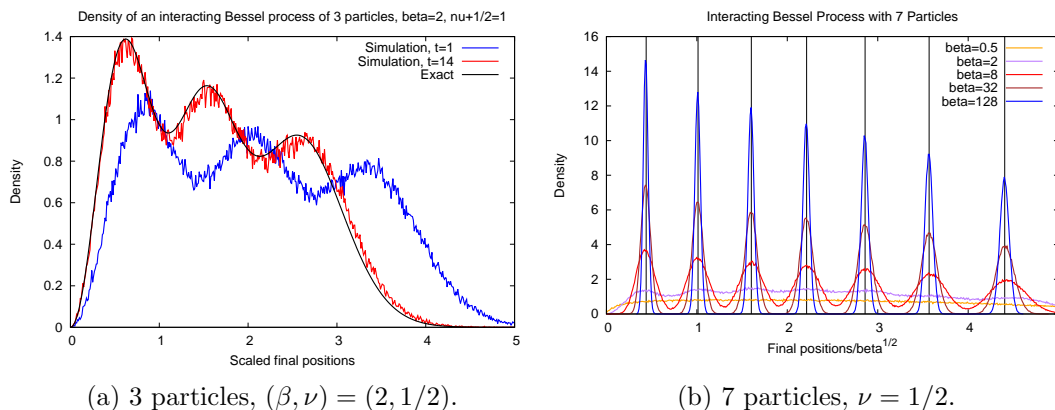 Density of an interacting Bessel process of 3 particles, beta=2, nu+1/2=1
Simulation, t=1
Simulation, t=14
Exact
Density
1.4
1.2
1
0.8
0.6
0.4
0.2
0
0 1 2 3 4 5
Scaled final positions
(a) 3 particles, (β, ν) = (2, 1/2).
Interacting Bessel Process with 7 Particles
beta=0.5
beta=2
beta=8
beta=32
beta=128
Density
16
14
12
10
8
6
4
2
0
0 1 2 3 4
Final positions/beta^1/2
(b) 7 particles, ν = 1/2.